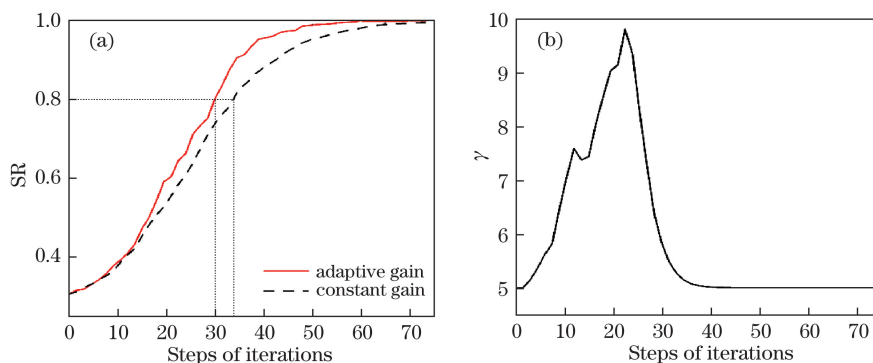 (a)
SR
1.0
0.8
0.6
0.4
adaptive gain
constant gain
0 10 20 30 40 50 60 70
Steps of iterations
(b)
γ
10
9
8
7
6
5
0 10 20 30 40 50 60 70
Steps of iterations